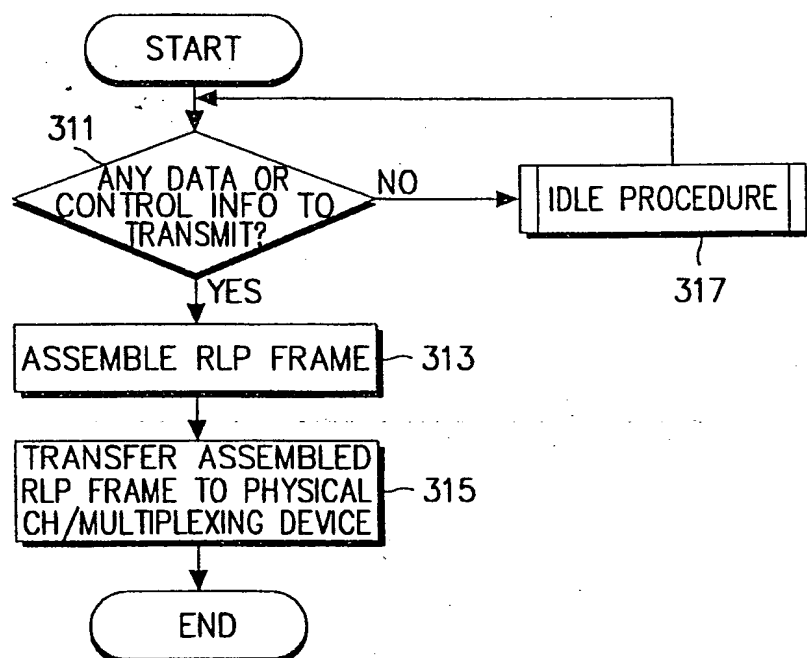 START
311
ANY DATA OR
CONTROL INFO TO
TRANSMIT?
NO
IDLE PROCEDURE
317
YES
ASSEMBLE RLP FRAME
313
TRANSFER ASSEMBLED
RLP FRAME TO PHYSICAL
CH/MULTIPLEXING DEVICE
315
END